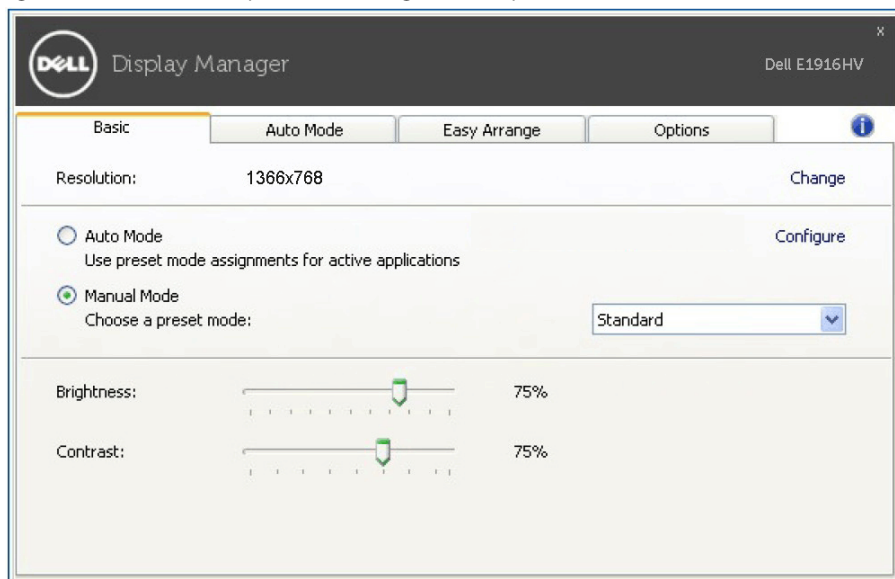 x
DELL Display Manager Dell E1916HV
Basic Auto Mode Easy Arrange Options i
Resolution: 1366x768 Change
Auto Mode Configure
Use preset mode assignments for active applications
Manual Mode
Choose a preset mode: Standard
Brightness: 75%
Contrast: 75%